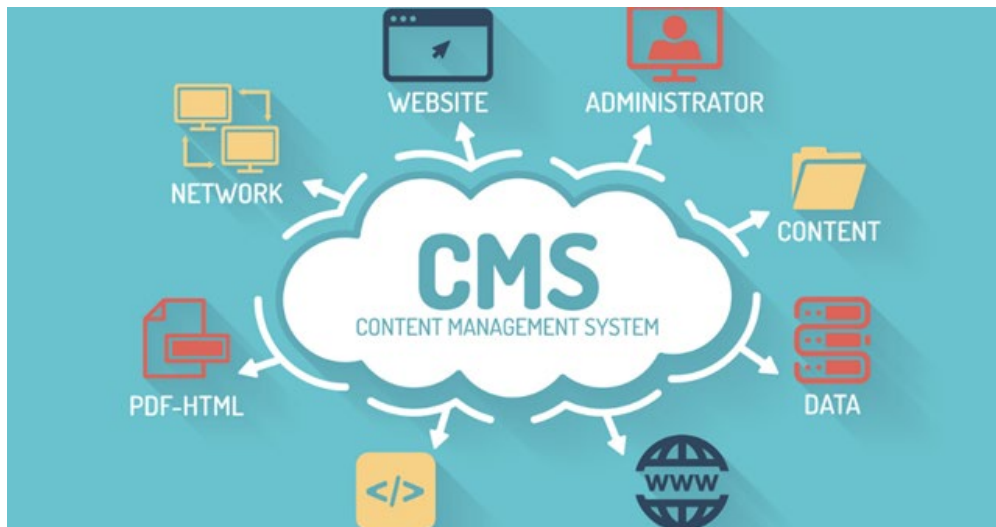 WEBSITE
ADMINISTRATOR
NETWORK
CONTENT
CMS
CONTENT MANAGEMENT SYSTEM
PDF-HTML
DATA
</>
WWW